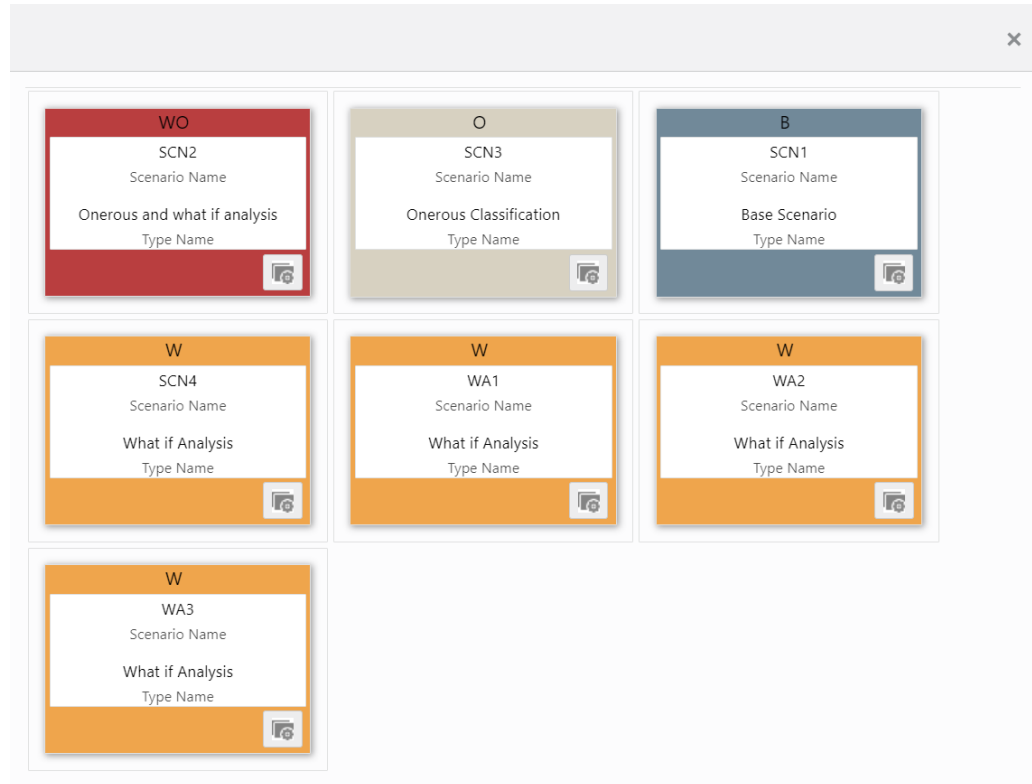 ×
WO
SCN2
Scenario Name
Onerous and what if analysis
Type Name
O
SCN3
Scenario Name
Onerous Classification
Type Name
B
SCN1
Scenario Name
Base Scenario
Type Name
W
SCN4
Scenario Name
What if Analysis
Type Name
W
WA1
Scenario Name
What if Analysis
Type Name
W
WA2
Scenario Name
What if Analysis
Type Name
W
WA3
Scenario Name
What if Analysis
Type Name